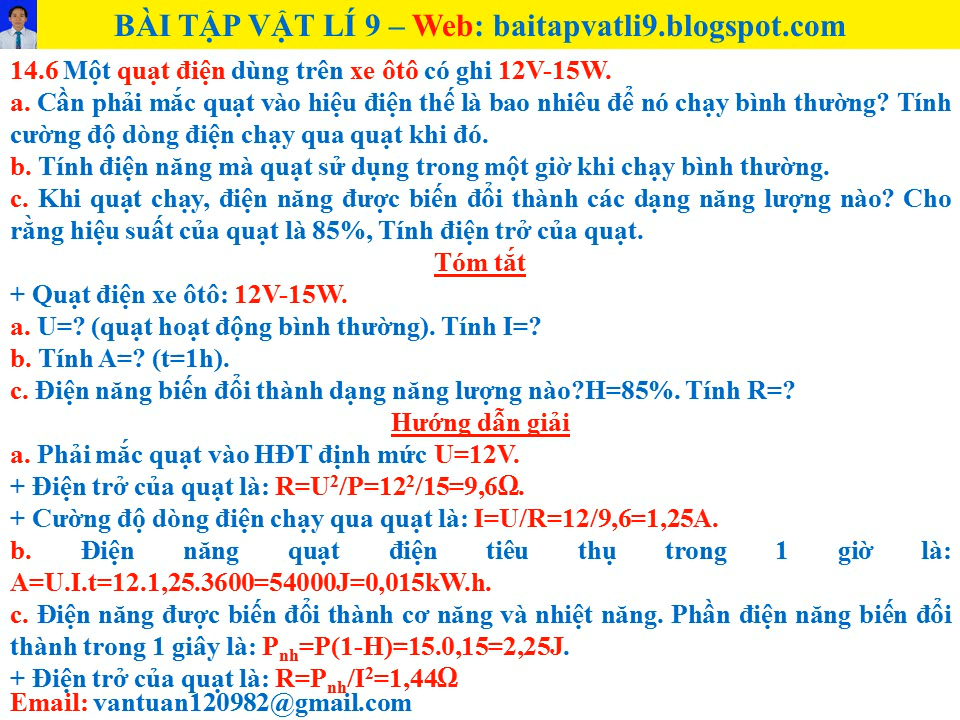 BÀI TẬP VẬT LÍ 9 – Web: baitapvatli9.blogspot.com
14.6 Một quạt điện dùng trên xe ôtô có ghi 12V-15W.
a. Cần phải mắc quạt vào hiệu điện thế là bao nhiêu để nó chạy bình thường? Tính
cường độ dòng điện chạy qua quạt khi đó.
b. Tính điện năng mà quạt sử dụng trong một giờ khi chạy bình thường.
c. Khi quạt chạy, điện năng được biến đổi thành các dạng năng lượng nào? Cho
rằng hiệu suất của quạt là 85%, Tính điện trở của quạt.
Tóm tắt
+ Quạt điện xe ôtô: 12V-15W.
a. U=? (quạt hoạt động bình thường). Tính I=?
b. Tính A=? (t=1h).
c. Điện năng biến đổi thành dạng năng lượng nào?H=85%. Tính R=?
Hướng dẫn giải
a. Phải mắc quạt vào HĐT định mức U=12V.
+ Điện trở của quạt là: R=U²/P=12²/15=9,6Ω.
+ Cường độ dòng điện chạy qua quạt là: I=U/R=12/9,6=1,25A.
b. Điện năng quạt điện tiêu thụ trong 1 giờ là:
A=U.I.t=12.1,25.3600=54000J=0,015kW.h.
c. Điện năng được biến đổi thành cơ năng và nhiệt năng. Phần điện năng biến đổi
thành trong 1 giây là: Pnh=P(1-H)=15.0,15=2,25J.
+ Điện trở của quạt là: R=Pnh/I²=1,44Ω
Email: vantuan120982@gmail.com